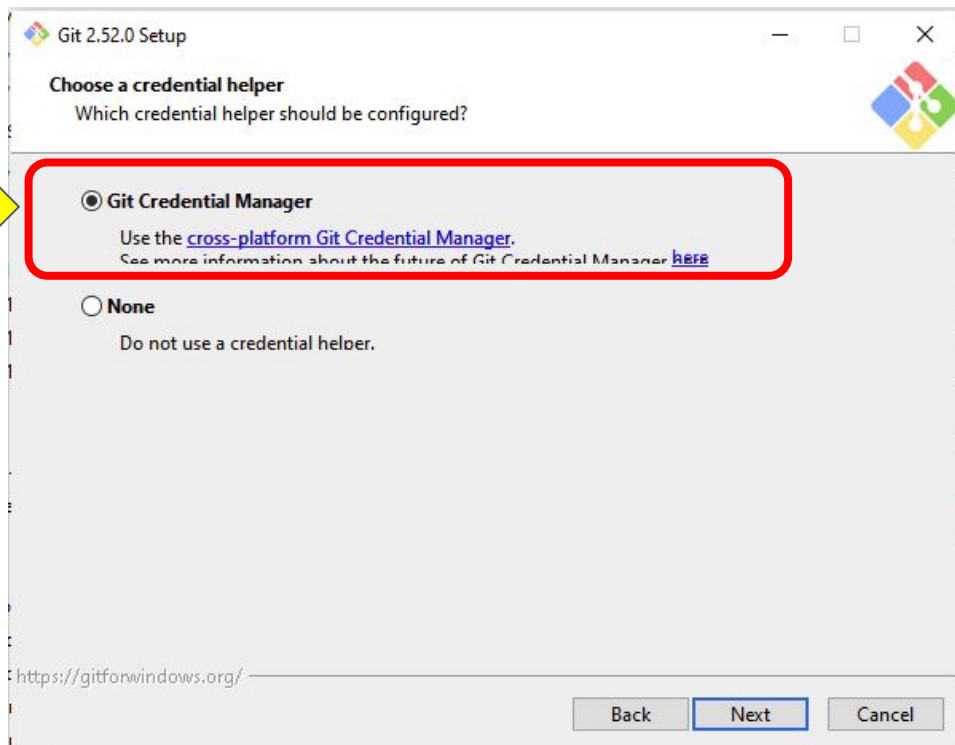 Git 2.52.0 Setup
Choose a credential helper
Which credential helper should be configured?
Git Credential Manager
Use the cross-platform Git Credential Manager.
See more information about the future of Git Credential Manager here
None
Do not use a credential helper.
https://gitforwindows.org/
Back Next Cancel